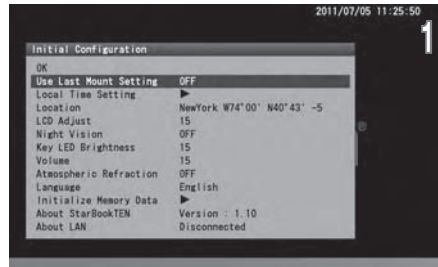 2011/07/05 11:25:50
1
Initial Configuration
OK
Use Last Mount Setting OFF
Local Time Setting ▶
Location NewYork W74°00' N40°43' -5
LCD Adjust 15
Night Vision OFF
Key LED Brightness 15
Volume 15
Atmospheric Refraction OFF
Language English
Initialize Memory Data ▶
About StarBookTEN Version : 1.10
About LAN Disconnected